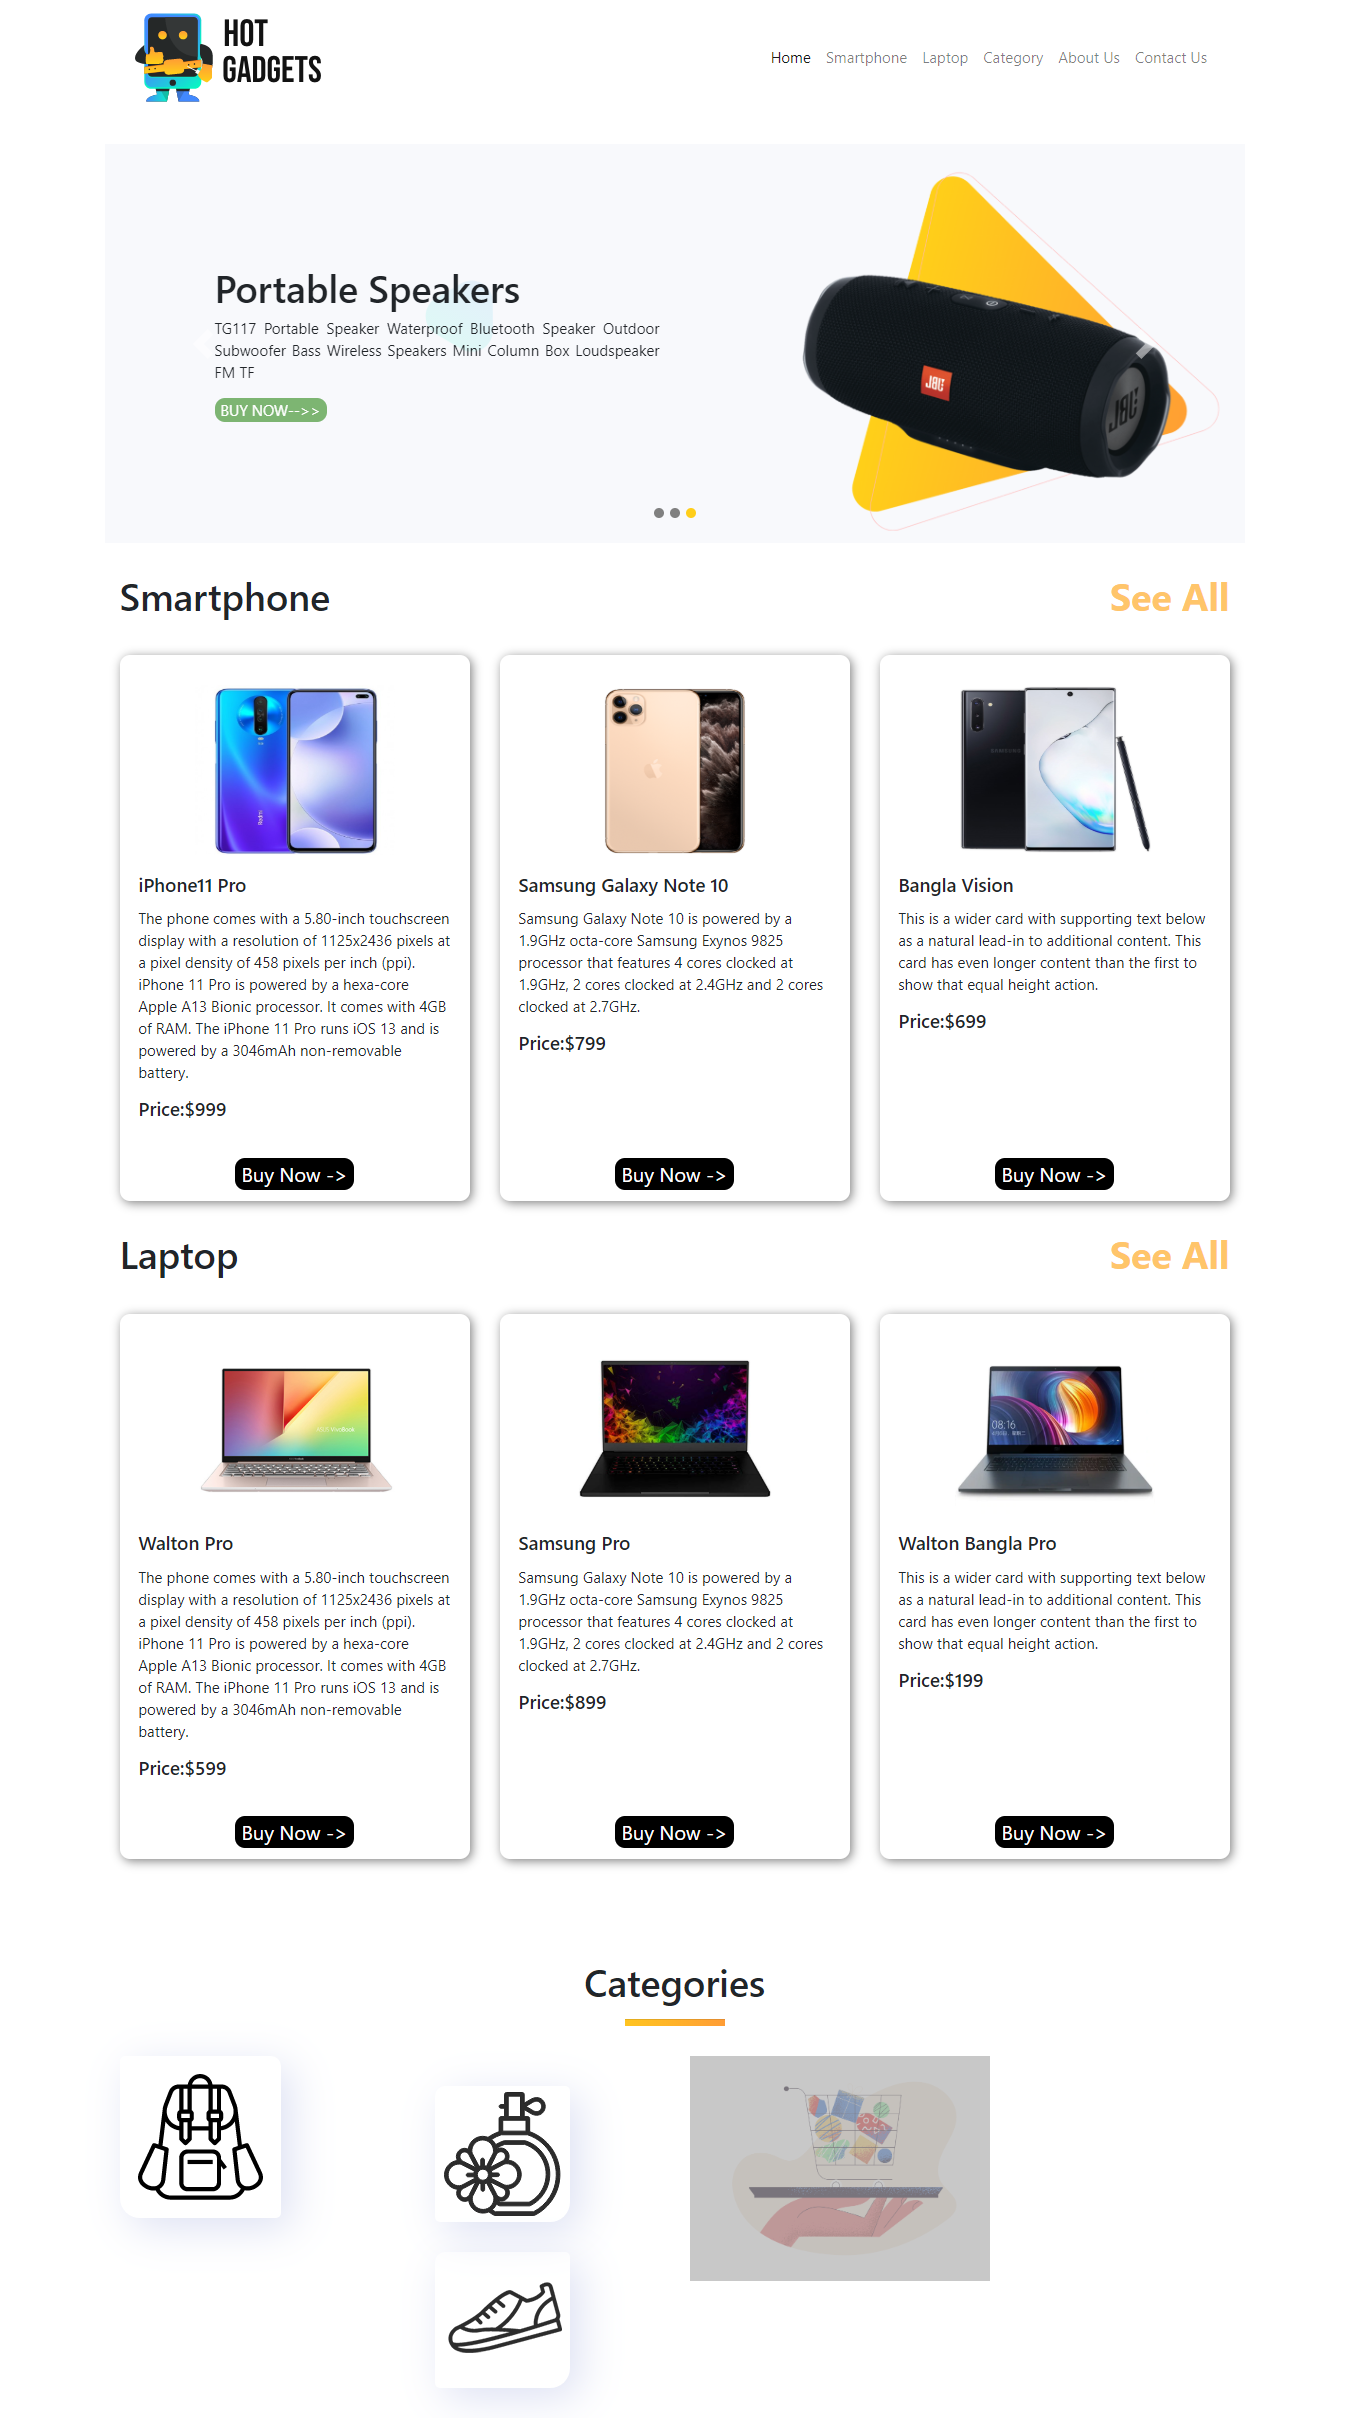 HOT
GADGETS
Home Smartphone Laptop Category About Us Contact Us
Portable Speakers
TG117 Portable Speaker Waterproof Bluetooth Speaker Outdoor
Subwoofer Bass Wireless Speakers Mini Column Box Loudspeaker
FM TF
BUY NOW-->>
JBL
JBL
Smartphone See All
Redmi
SAMSUNG
iPhone11 Pro
The phone comes with a 5.80-inch touchscreen
display with a resolution of 1125x2436 pixels at
a pixel density of 458 pixels per inch (ppi).
iPhone 11 Pro is powered by a hexa-core
Apple A13 Bionic processor. It comes with 4GB
of RAM. The iPhone 11 Pro runs iOS 13 and is
powered by a 3046mAh non-removable
battery.
Price:$999
Buy Now ->
Samsung Galaxy Note 10
Samsung Galaxy Note 10 is powered by a
1.9GHz octa-core Samsung Exynos 9825
processor that features 4 cores clocked at
1.9GHz, 2 cores clocked at 2.4GHz and 2 cores
clocked at 2.7GHz.
Price:$799
Buy Now ->
Bangla Vision
This is a wider card with supporting text below
as a natural lead-in to additional content. This
card has even longer content than the first to
show that equal height action.
Price:$699
Buy Now ->
Laptop See All
08:16
Walton Pro
The phone comes with a 5.80-inch touchscreen
display with a resolution of 1125x2436 pixels at
a pixel density of 458 pixels per inch (ppi).
iPhone 11 Pro is powered by a hexa-core
Apple A13 Bionic processor. It comes with 4GB
of RAM. The iPhone 11 Pro runs iOS 13 and is
powered by a 3046mAh non-removable
battery.
Price:$599
Buy Now ->
Samsung Pro
Samsung Galaxy Note 10 is powered by a
1.9GHz octa-core Samsung Exynos 9825
processor that features 4 cores clocked at
1.9GHz, 2 cores clocked at 2.4GHz and 2 cores
clocked at 2.7GHz.
Price:$899
Buy Now ->
Walton Bangla Pro
This is a wider card with supporting text below
as a natural lead-in to additional content. This
card has even longer content than the first to
show that equal height action.
Price:$199
Buy Now ->
Categories